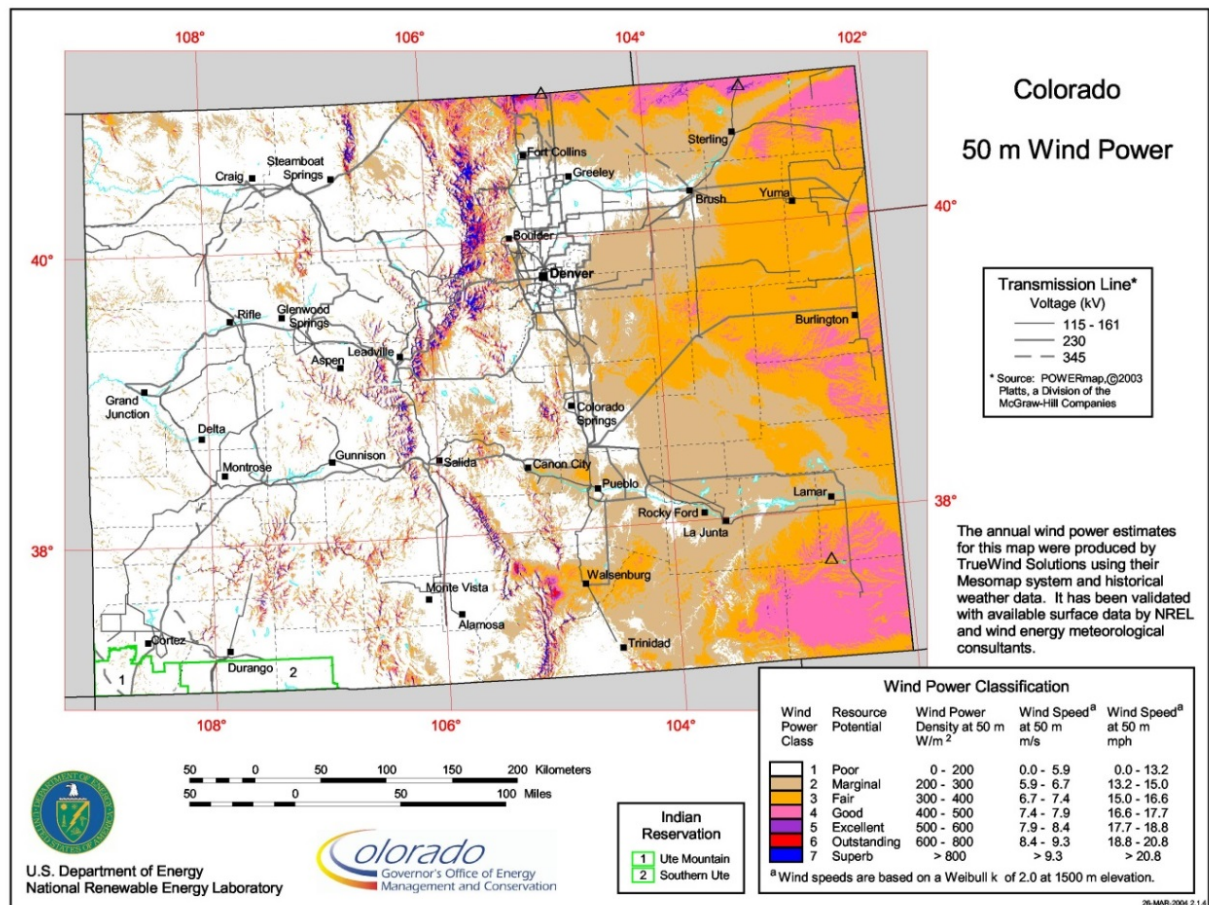 108°
106°
104°
102°
Colorado
50 m Wind Power
Sterling
Fort Collins
Steamboat
Springs
Craig
Greeley
Brush
Yuma
40°
Boulder
40°
Denver
Transmission Line*
Voltage (kV)
115 - 161
230
345
* Source: POWERmap,©2003
Platts, a Division of the
McGraw-Hill Companies
Rifle
Glenwood
Springs
Burlington
Leadville
Aspen
Grand
Junction
Colorado
Springs
Delta
Montrose
Gunnison
Salida
Canon City
Pueblo
Lamar
38°
Rocky Ford
La Junta
38°
The annual wind power estimates
for this map were produced by
TrueWind Solutions using their
Mesomap system and historical
weather data. It has been validated
with available surface data by NREL
and wind energy meteorological
consultants.
Walsenburg
Monte Vista
Alamosa
Trinidad
Cortez
Durango
1
2
108°
106°
104°
Wind Power Classification
Wind Power Class Resource Potential Wind Power Density at 50 m W/m2 Wind Speeda at 50 m m/s Wind Speeda at 50 m mph
1 Poor 0 - 200 0.0 - 5.9 0.0 - 13.2
2 Marginal 200 - 300 5.9 - 6.7 13.2 - 15.0
3 Fair 300 - 400 6.7 - 7.4 15.0 - 16.6
4 Good 400 - 500 7.4 - 7.9 16.6 - 17.7
5 Excellent 500 - 600 7.9 - 8.4 17.7 - 18.8
6 Outstanding 600 - 800 8.4 - 9.3 18.8 - 20.8
7 Superb > 800 > 9.3 > 20.8
a Wind speeds are based on a Weibull k of 2.0 at 1500 m elevation.
50 0 50 100 150 200 Kilometers
50 0 50 100 Miles
Indian
Reservation
1 Ute Mountain
2 Southern Ute
U.S. Department of Energy
National Renewable Energy Laboratory
Colorado
Governor's Office of Energy
Management and Conservation
26-MAR-2004 2.1.4